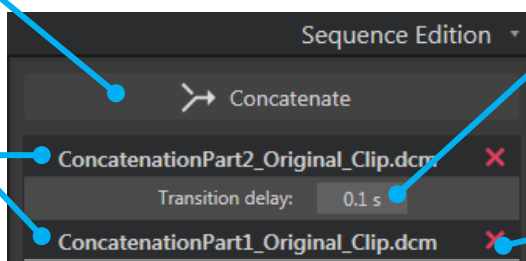 Sequence Edition
Concatenate
ConcatenationPart2_Original_Clip.dcm
Transition delay: 0.1 s
ConcatenationPart1_Original_Clip.dcm